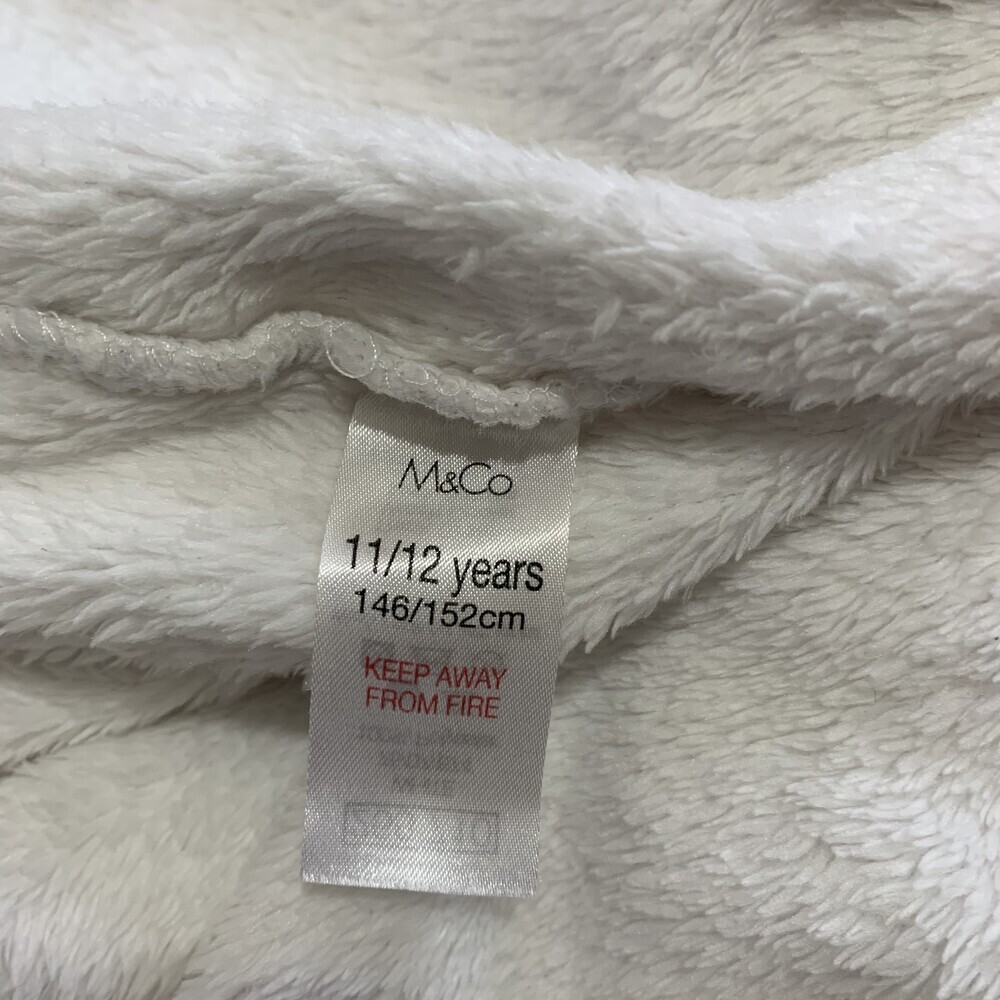 M&Co
11/12 years
146/152cm
KEEP AWAY
FROM FIRE